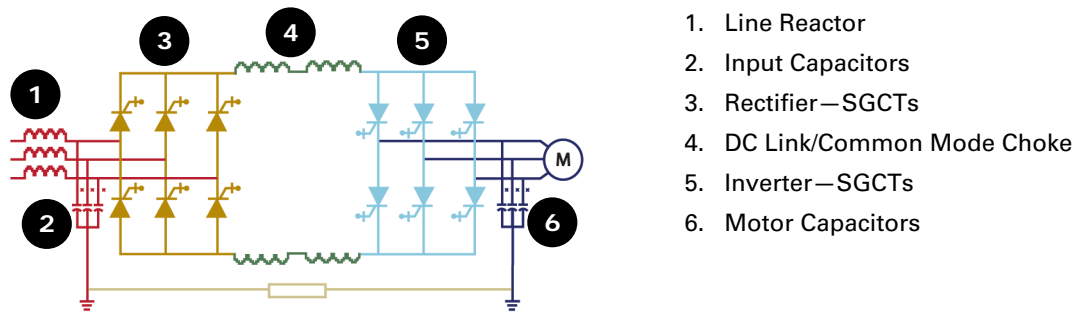 1
2
3
4
5
6
M
1. Line Reactor
2. Input Capacitors
3. Rectifier—SGCTs
4. DC Link/Common Mode Choke
5. Inverter—SGCTs
6. Motor Capacitors